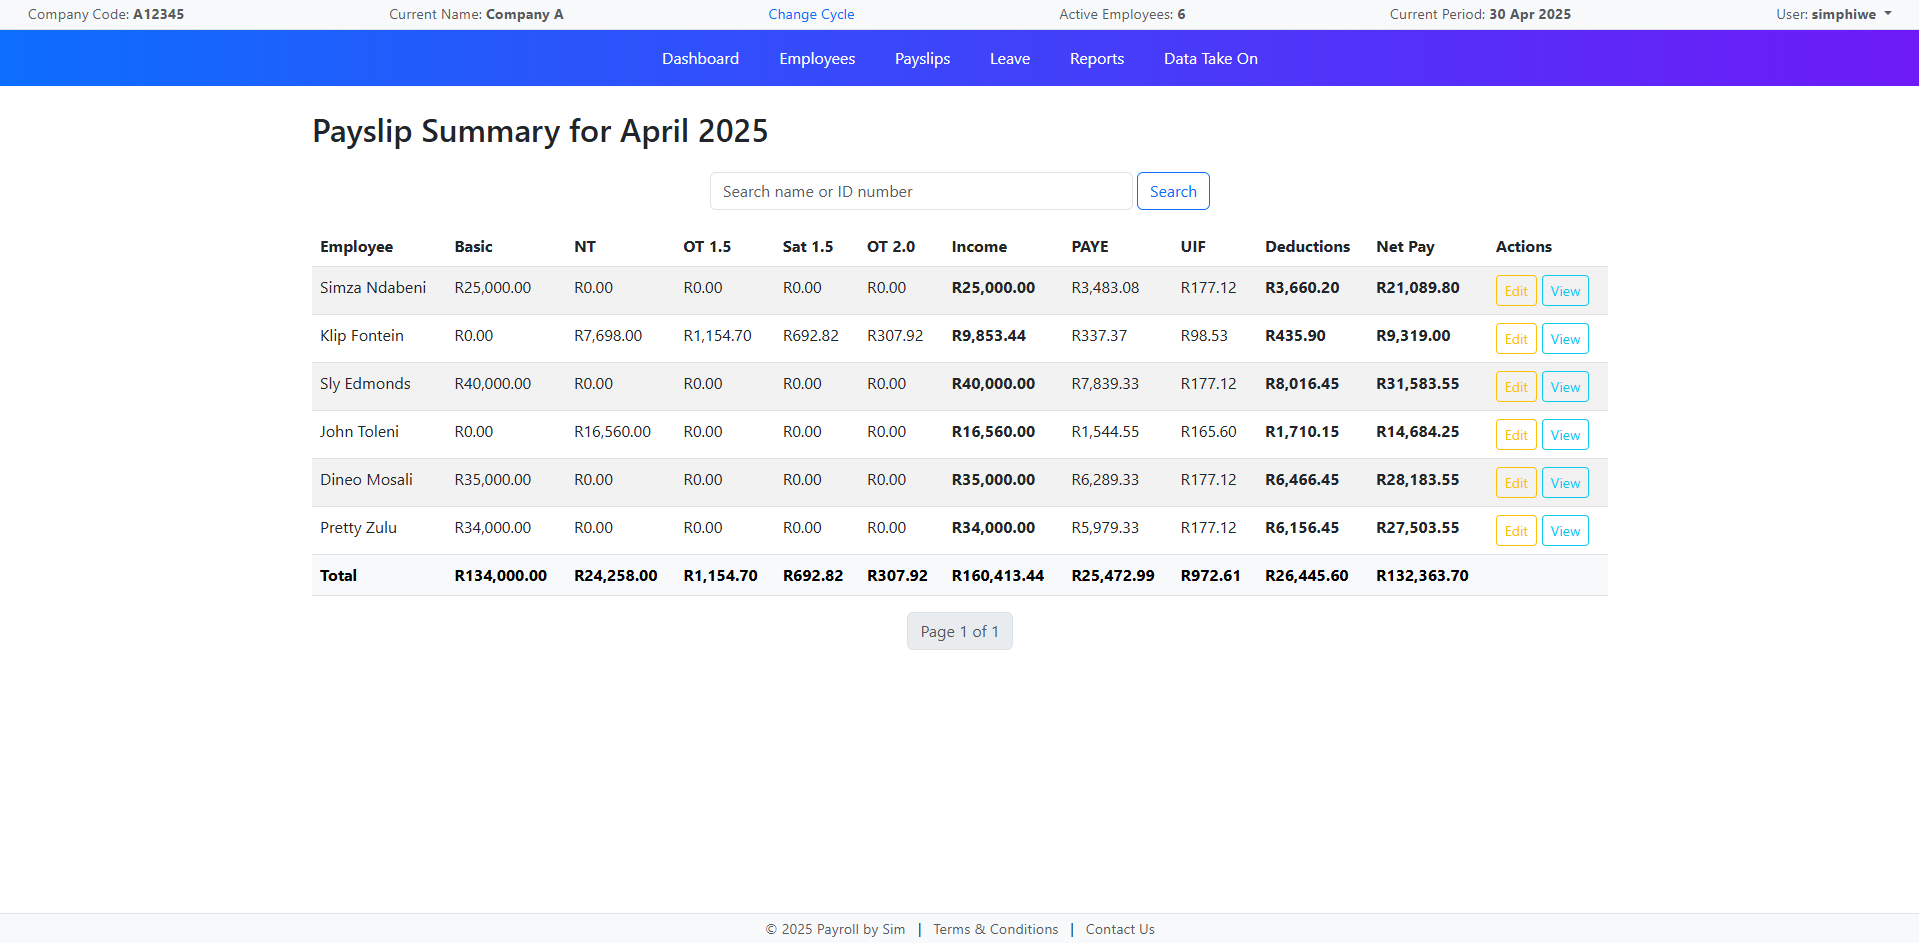 Company Code: A12345 Current Name: Company A Change Cycle Active Employees: 6 Current Period: 30 Apr 2025 User: simphiwe
Dashboard Employees Payslips Leave Reports Data Take On
Payslip Summary for April 2025
Search name or ID number Search
Employee Basic NT OT 1.5 Sat 1.5 OT 2.0 Income PAYE UIF Deductions Net Pay Actions
Simza Ndabeni R25,000.00 R0.00 R0.00 R0.00 R0.00 R25,000.00 R3,483.08 R177.12 R3,660.20 R21,089.80 Edit View
Klip Fontein R0.00 R7,698.00 R1,154.70 R692.82 R307.92 R9,853.44 R337.37 R98.53 R435.90 R9,319.00 Edit View
Sly Edmonds R40,000.00 R0.00 R0.00 R0.00 R0.00 R40,000.00 R7,839.33 R177.12 R8,016.45 R31,583.55 Edit View
John Toleni R0.00 R16,560.00 R0.00 R0.00 R0.00 R16,560.00 R1,544.55 R165.60 R1,710.15 R14,684.25 Edit View
Dineo Mosali R35,000.00 R0.00 R0.00 R0.00 R0.00 R35,000.00 R6,289.33 R177.12 R6,466.45 R28,183.55 Edit View
Pretty Zulu R34,000.00 R0.00 R0.00 R0.00 R0.00 R34,000.00 R5,979.33 R177.12 R6,156.45 R27,503.55 Edit View
Total R134,000.00 R24,258.00 R1,154.70 R692.82 R307.92 R160,413.44 R25,472.99 R972.61 R26,445.60 R132,363.70
Page 1 of 1
© 2025 Payroll by Sim | Terms & Conditions | Contact Us